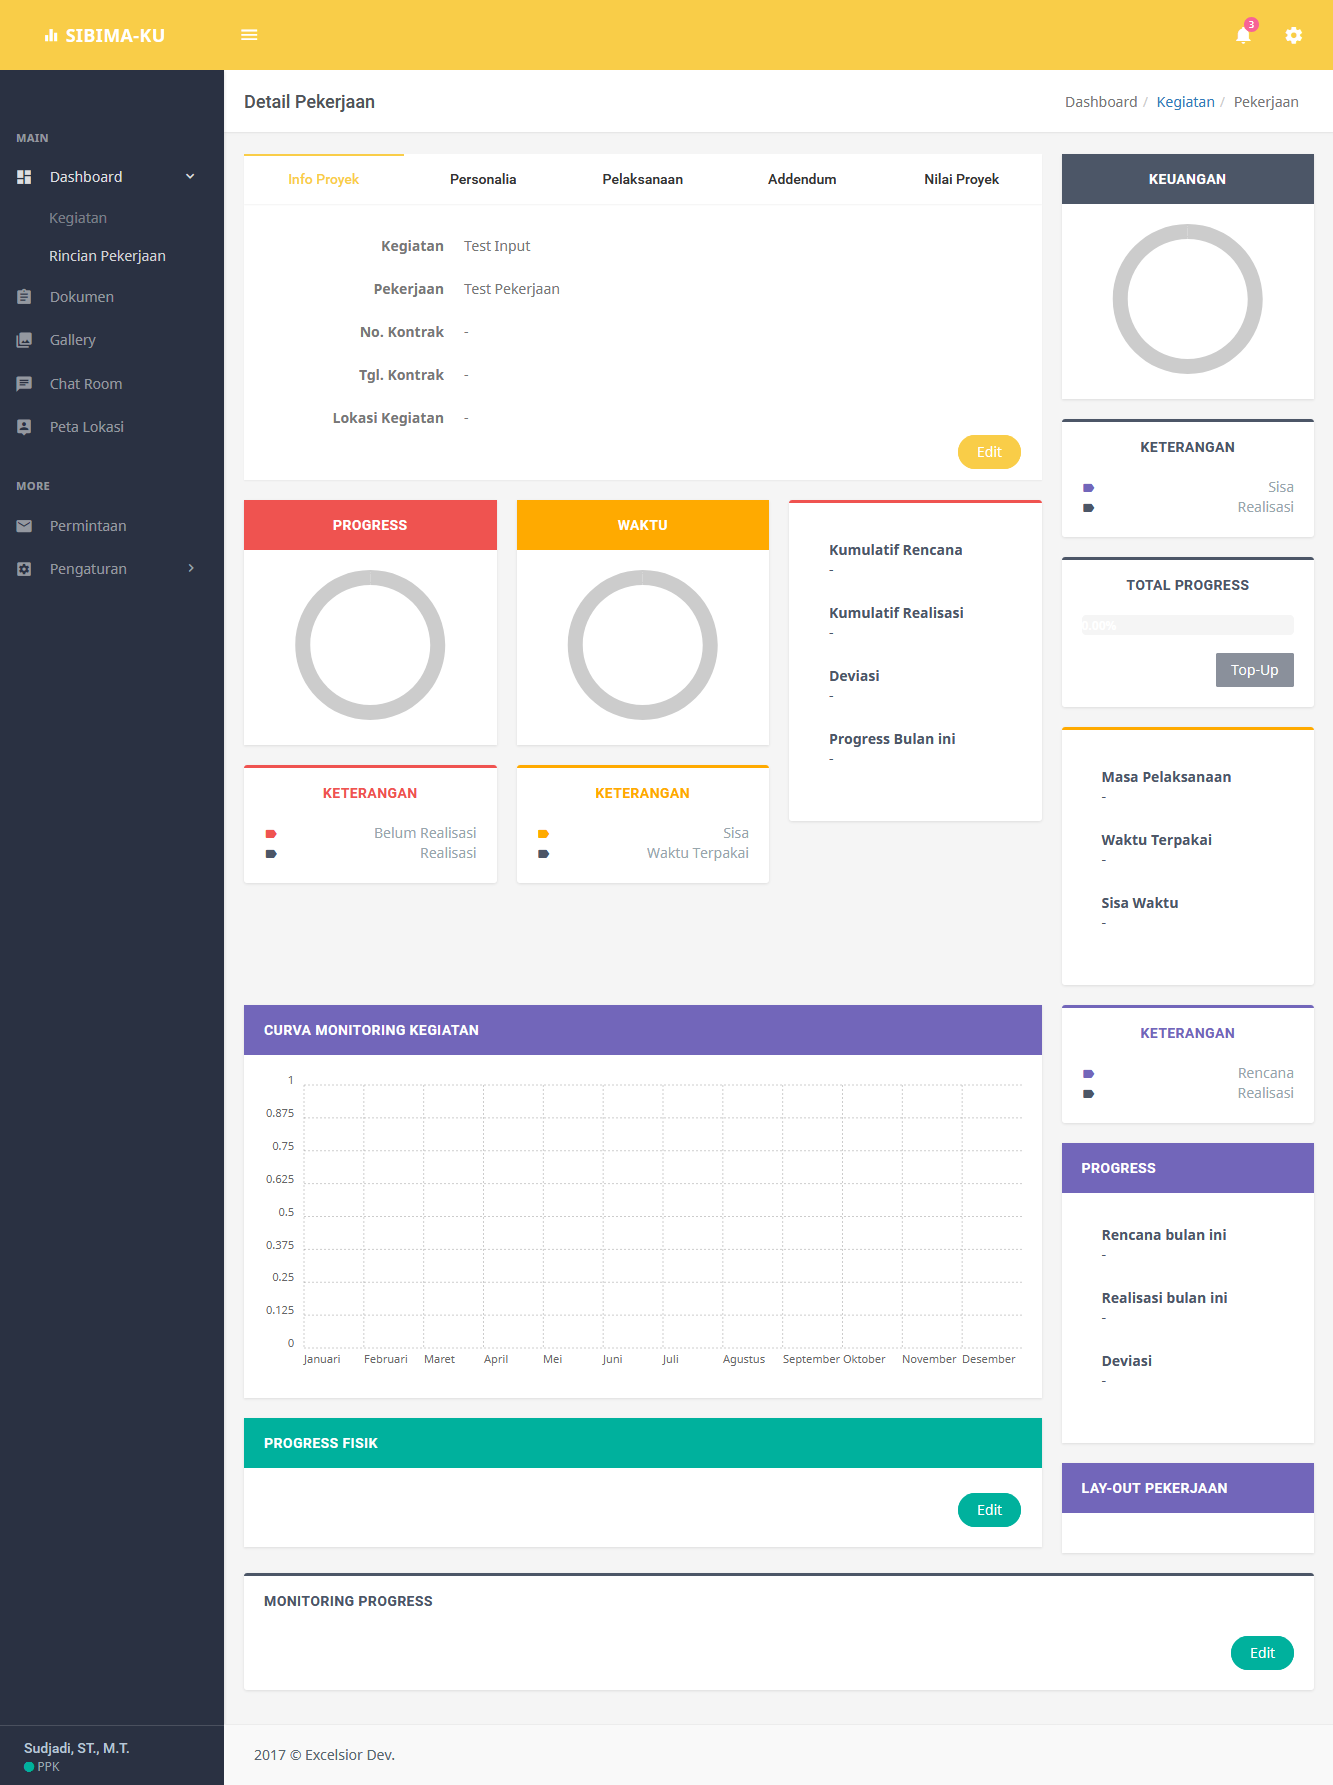 SIBIMA-KU
3
MAIN
Dashboard
Kegiatan
Rincian Pekerjaan
Dokumen
Gallery
Chat Room
Peta Lokasi
MORE
Permintaan
Pengaturan
Sudjadi, ST., M.T.
PPK
Detail Pekerjaan
Dashboard / Kegiatan / Pekerjaan
Info Proyek Personalia Pelaksanaan Addendum Nilai Proyek
Kegiatan Test Input
Pekerjaan Test Pekerjaan
No. Kontrak -
Tgl. Kontrak -
Lokasi Kegiatan -
Edit
KEUANGAN
KETERANGAN
Sisa
Realisasi
TOTAL PROGRESS
0.00%
Top-Up
PROGRESS
KETERANGAN
Belum Realisasi
Realisasi
WAKTU
KETERANGAN
Sisa
Waktu Terpakai
Kumulatif Rencana
-
Kumulatif Realisasi
-
Deviasi
-
Progress Bulan ini
-
Masa Pelaksanaan
-
Waktu Terpakai
-
Sisa Waktu
-
CURVA MONITORING KEGIATAN
1
0.875
0.75
0.625
0.5
0.375
0.25
0.125
0
Januari Februari Maret April Mei Juni Juli Agustus September Oktober November Desember
KETERANGAN
Rencana
Realisasi
PROGRESS
Rencana bulan ini
-
Realisasi bulan ini
-
Deviasi
-
PROGRESS FISIK
Edit
LAY-OUT PEKERJAAN
MONITORING PROGRESS
Edit
2017 © Excelsior Dev.